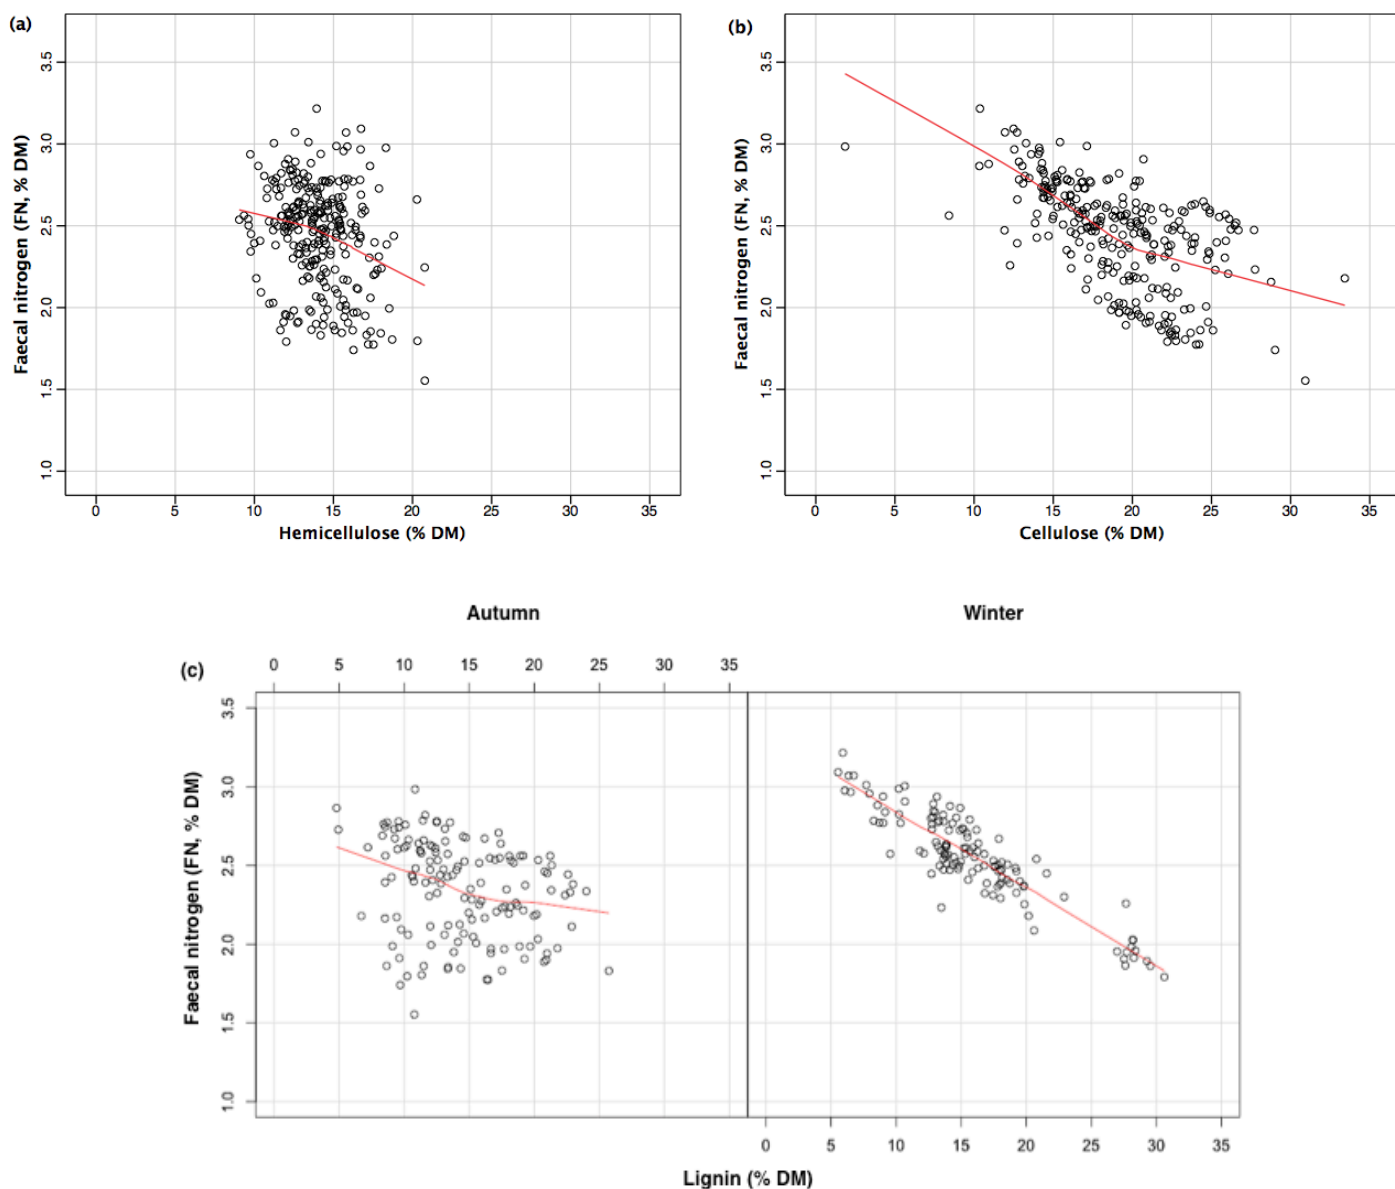 (a)
3.5
3.0
2.5
2.0
1.5
1.0
Faecal nitrogen (FN, % DM)
0 5 10 15 20 25 30 35
Hemicellulose (% DM)
(b)
3.5
3.0
2.5
2.0
1.5
1.0
Faecal nitrogen (FN, % DM)
0 5 10 15 20 25 30 35
Cellulose (% DM)
Autumn Winter
(c)
0 5 10 15 20 25 30 35
3.5
3.0
2.5
2.0
1.5
1.0
Faecal nitrogen (FN, % DM)
0 5 10 15 20 25 30 35
Lignin (% DM)